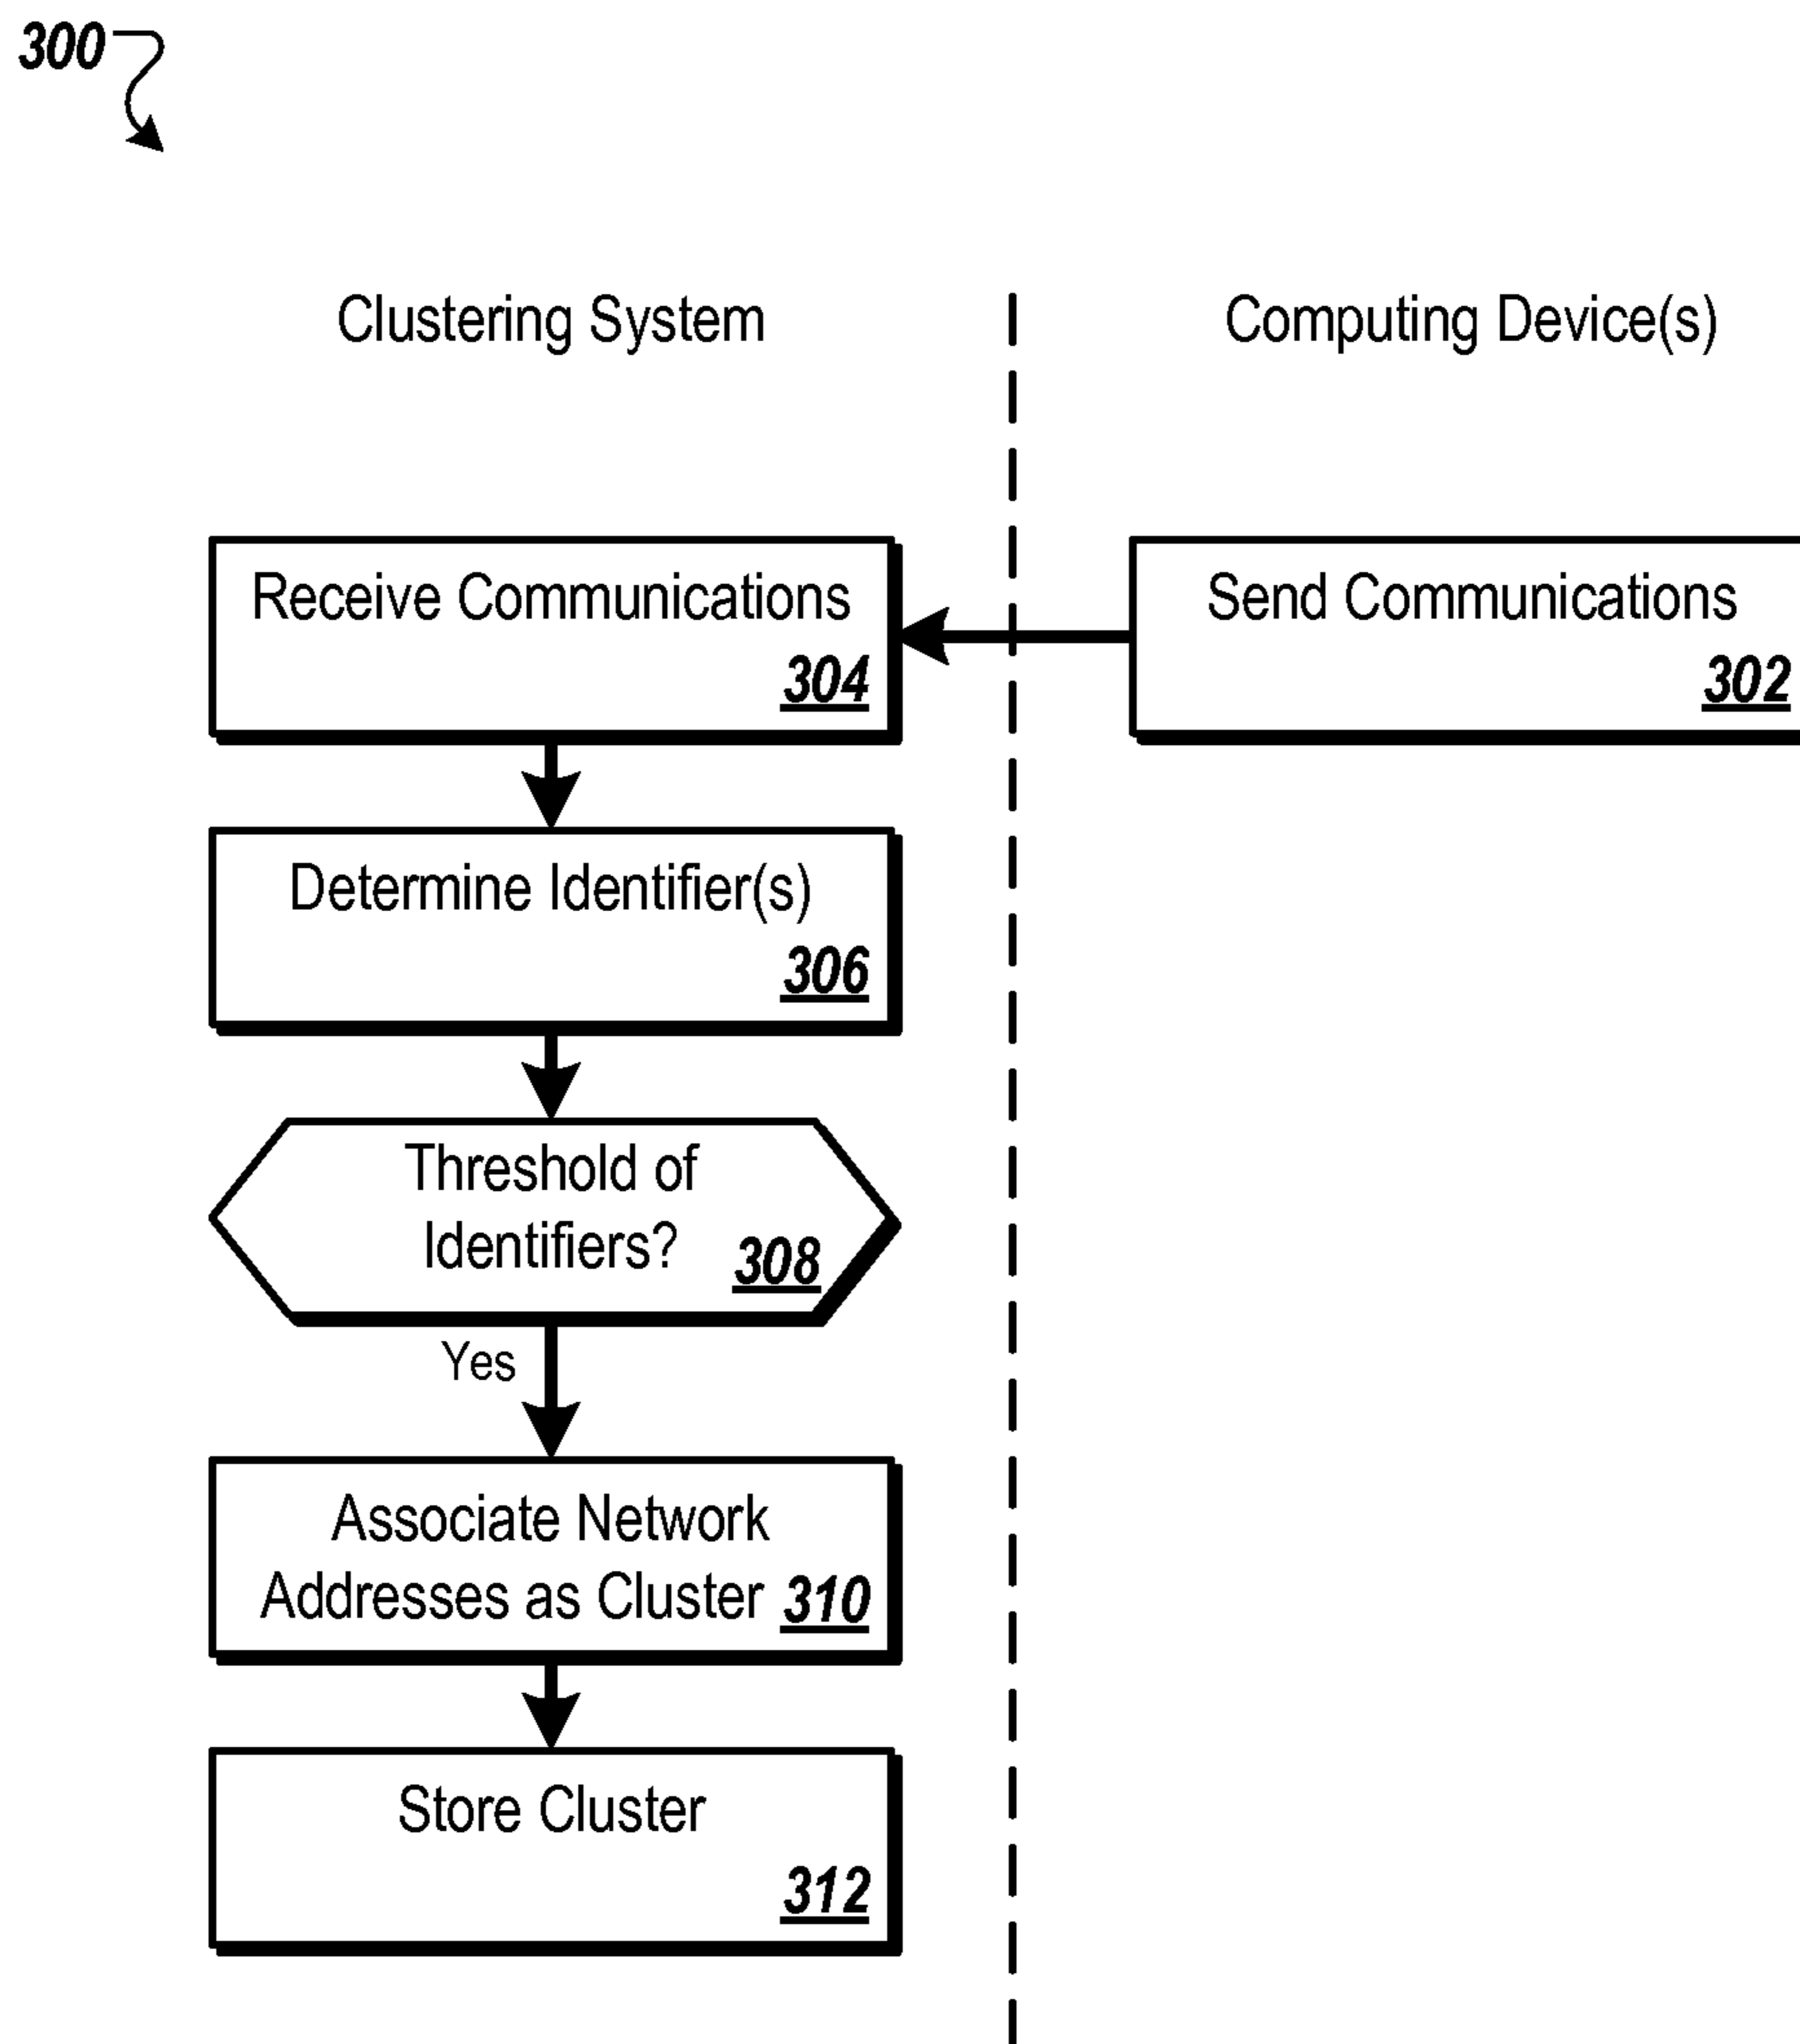 300
Clustering System
Computing Device(s)
Receive Communications
304
Send Communications
302
Determine Identifier(s)
306
Threshold of
Identifiers?
308
Yes
Associate Network
Addresses as Cluster 310
Store Cluster
312